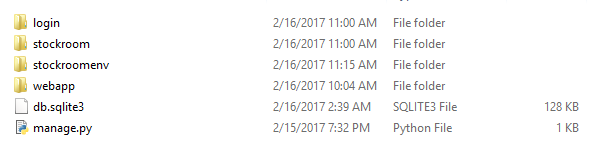 login 2/16/2017 11:00 AM File folder
stockroom 2/16/2017 11:00 AM File folder
stockroomenv 2/16/2017 11:15 AM File folder
webapp 2/16/2017 10:04 AM File folder
db.sqlite3 2/16/2017 2:39 AM SQLITE3 File 128 KB
manage.py 2/15/2017 7:32 PM Python File 1 KB